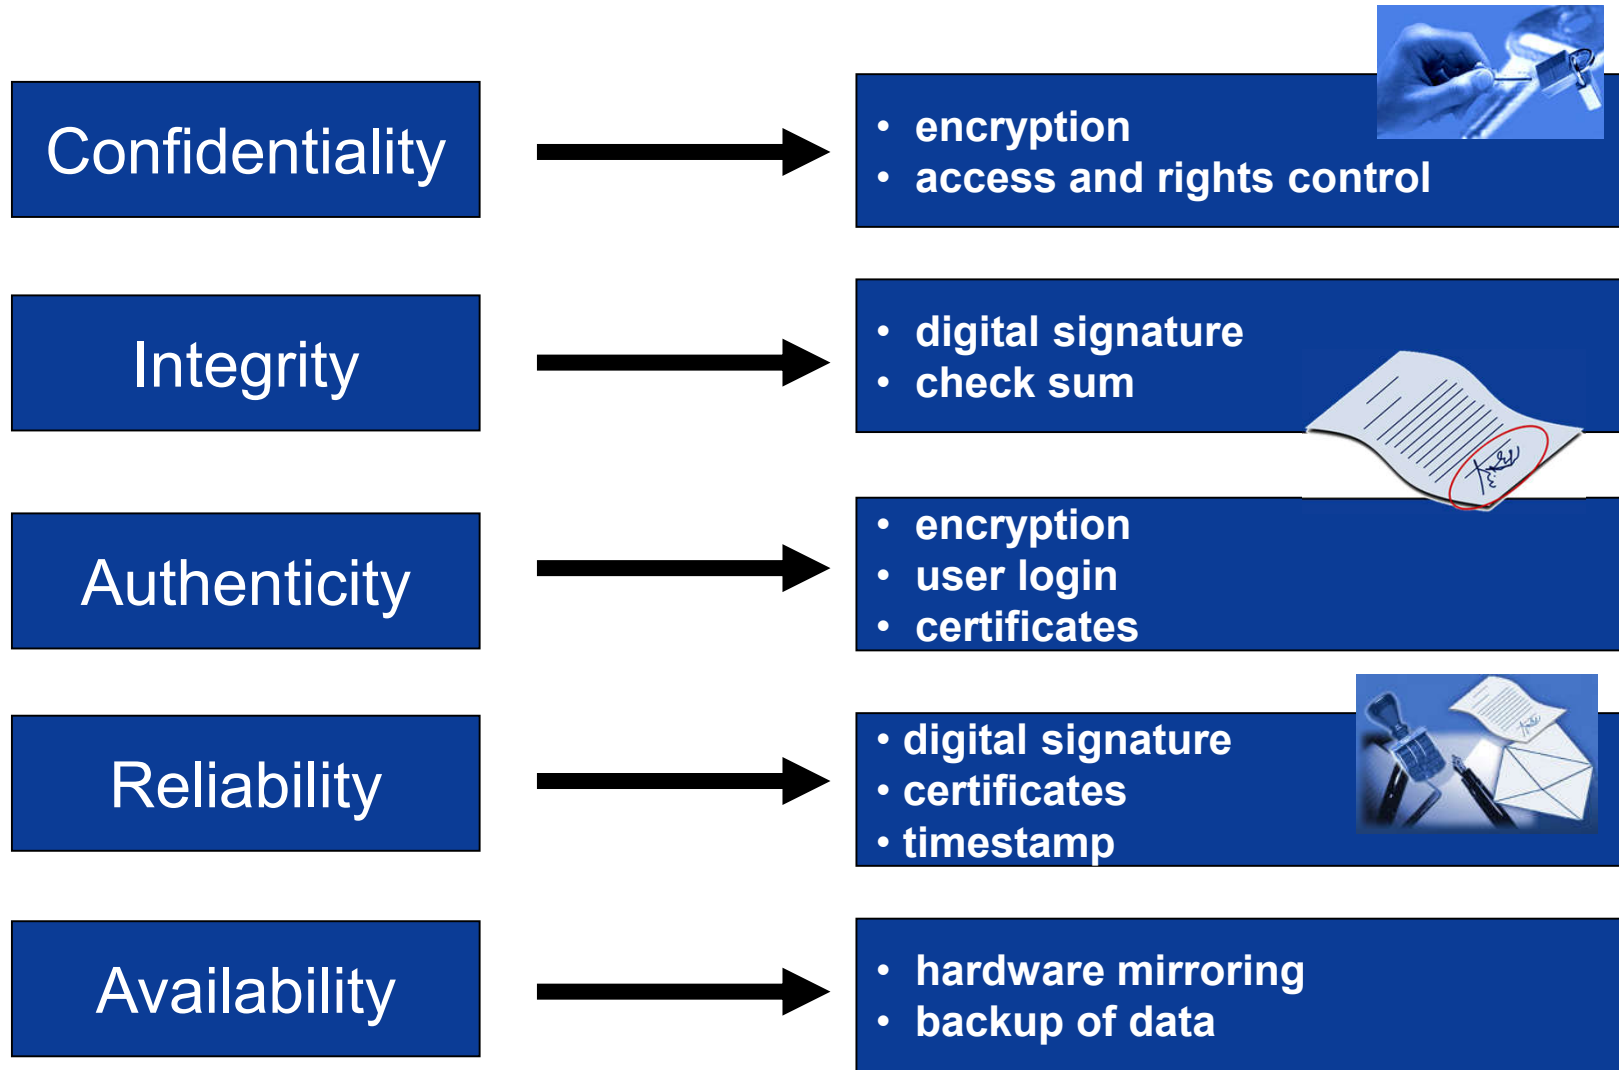 Confidentiality
• encryption
• access and rights control
Integrity
• digital signature
• check sum
Authenticity
• encryption
• user login
• certificates
Reliability
• digital signature
• certificates
• timestamp
Availability
• hardware mirroring
• backup of data